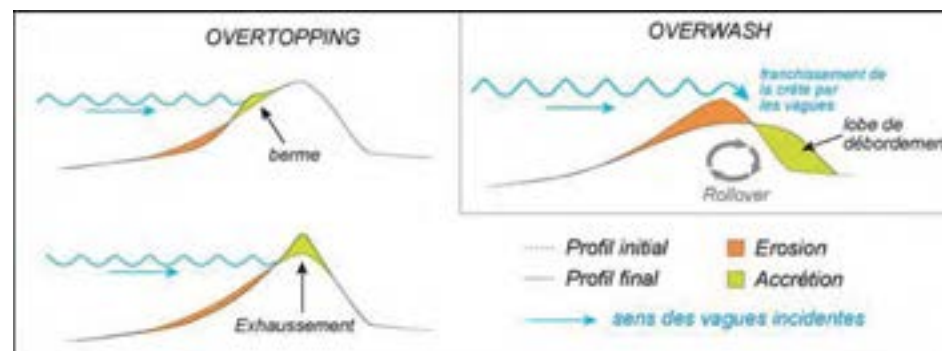 OVERTOPPING
berme
Exhaussement
OVERWASH
franchissement de
la crête par
les vagues
lobe de
débordement
Rollover
Profil initial
Profil final
Erosion
Accrétion
sens des vagues incidentes